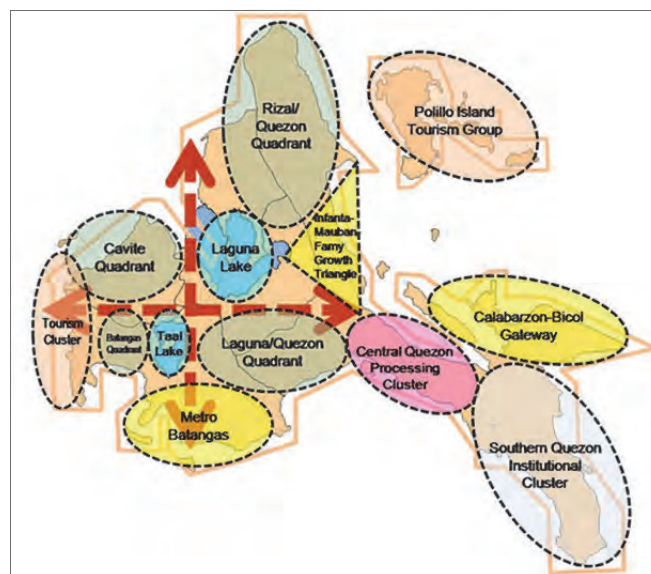 Rizal/
Quezon
Quadrant
Polillo Island
Tourism Group
Infanta-
Mauban
Famy
Growth
Triangle
Cavite
Quadrant
Laguna
Lake
Tourism
Cluster
Batangan
Quadrant
Taal
Lake
Laguna/Quezon
Quadrant
Calabarzon-Bicol
Gateway
Central Quezon
Processing
Cluster
Metro
Batangas
Southern Quezon
Institutional
Cluster